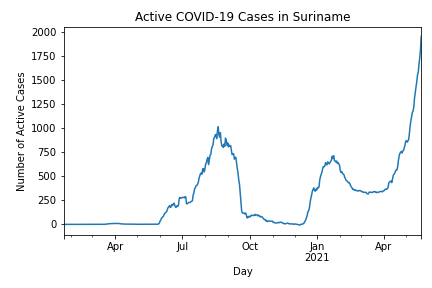 Active COVID-19 Cases in Suriname
Number of Active Cases
2000
1750
1500
1250
1000
750
500
250
0
Apr
Jul
Oct
Jan
2021
Apr
Day